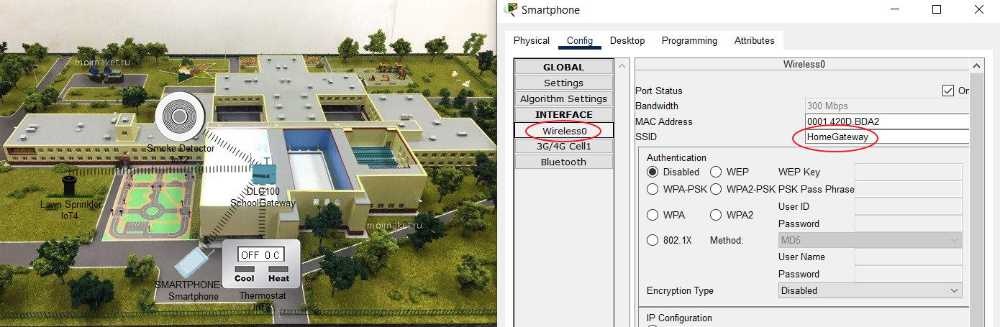 moimaket.ru
Smoke Detector
IoT2
Lawn Sprinkler
IoT4
DLC100
SchoolGateway
moimaket.ru
OFF 0 C
Cool Heat
SMARTPHONE-
Smartphone
Thermostat
IoT3
Smartphone
Physical Config Desktop Programming Attributes
GLOBAL
Settings
Algorithm Settings
INTERFACE
Wireless0
3G/4G Cell1
Bluetooth
Wireless0
Port Status On
Bandwidth 300 Mbps
MAC Address 0001.420D.BDA2
SSID HomeGateway
Authentication
Disabled WEP WEP Key
WPA-PSK WPA2-PSK PSK Pass Phrase
User ID
WPA WPA2
Password
802.1X Method: MD5
User Name
Password
Encryption Type Disabled
IP Configuration